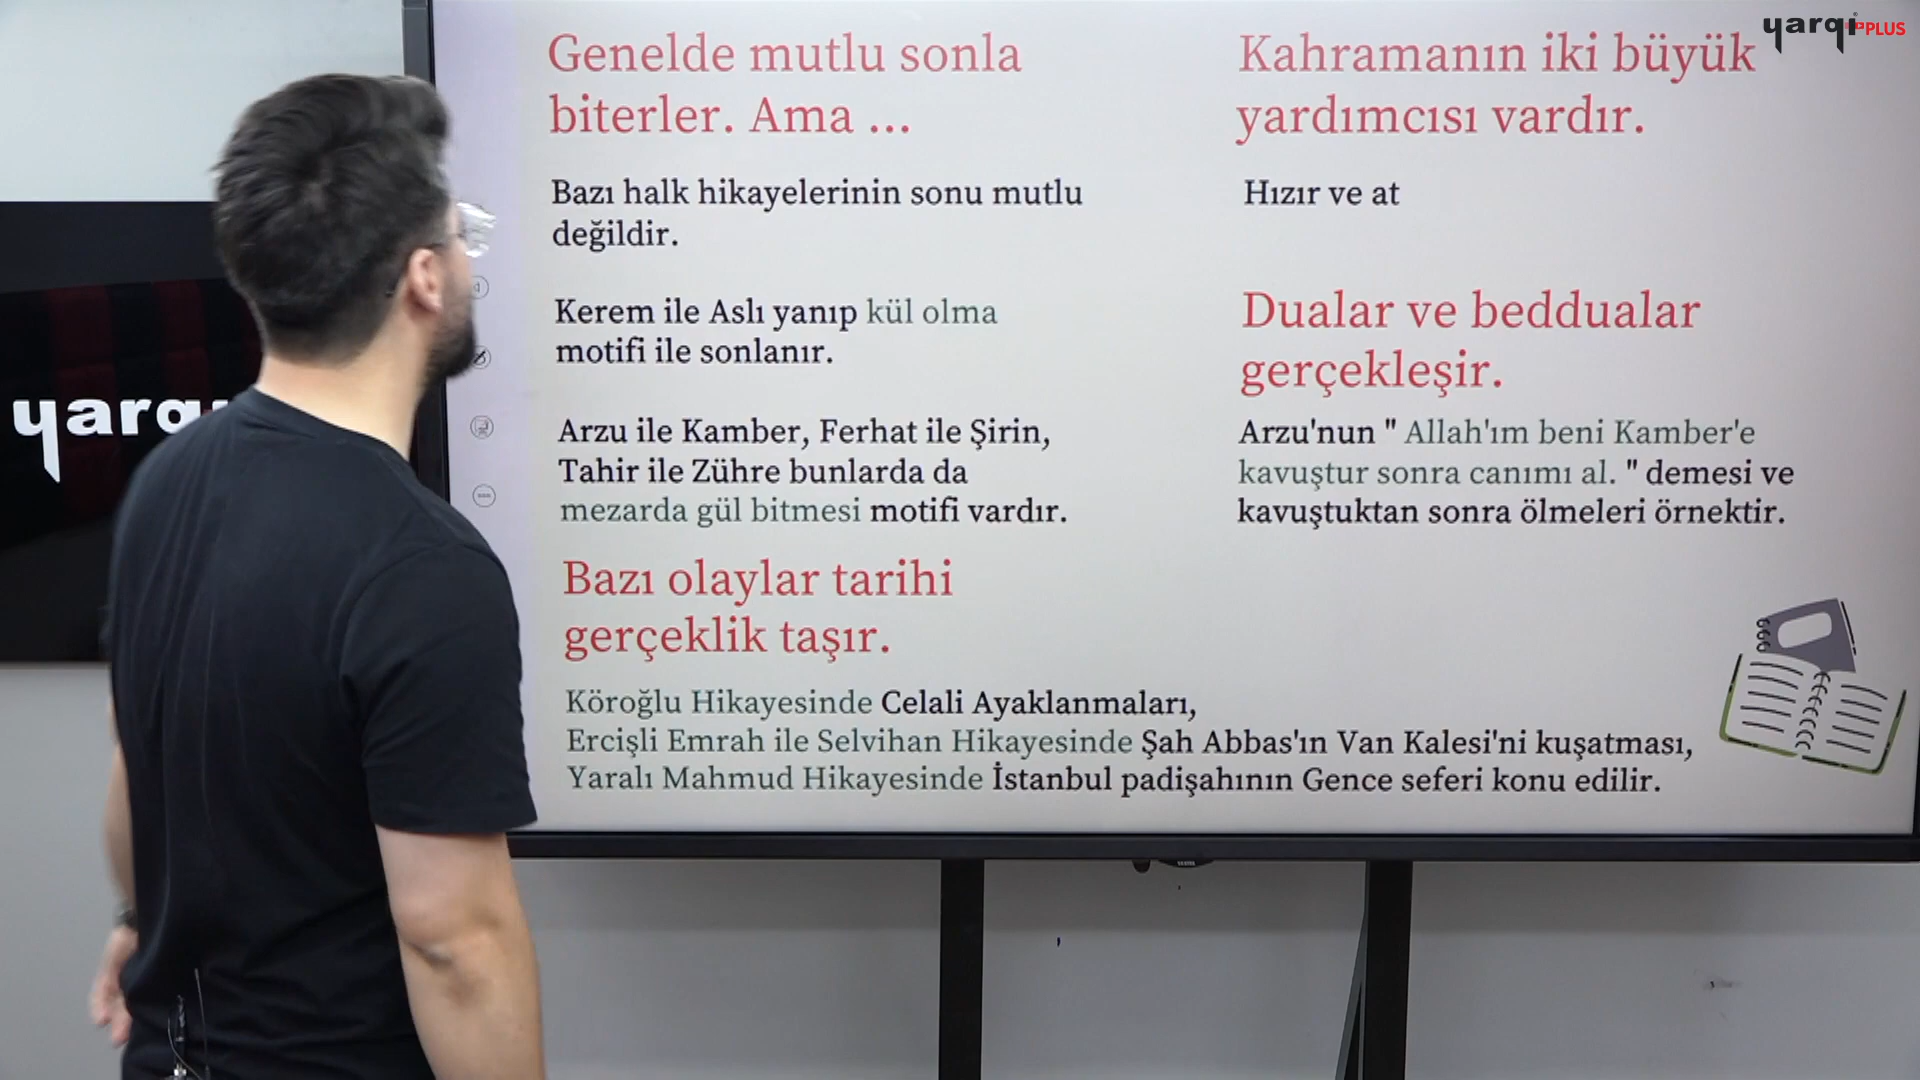 yarqi PLUS
Genelde mutlu sonla
biterler. Ama ...
Bazı halk hikayelerinin sonu mutlu
değildir.
Kerem ile Aslı yanıp kül olma
motifi ile sonlanır.
Arzu ile Kamber, Ferhat ile Şirin,
Tahir ile Zühre bunlarda da
mezarda gül bitmesi motifi vardır.
Kahramanın iki büyük
yardımcısı vardır.
Hızır ve at
Dualar ve beddualar
gerçekleşir.
Arzu'nun " Allah'ım beni Kamber'e
kavuştur sonra canımı al. " demesi ve
kavuştuktan sonra ölmeleri örnektir.
Bazı olaylar tarihi
gerçeklik taşır.
Köroğlu Hikayesinde Celali Ayaklanmaları,
Ercişli Emrah ile Selvihan Hikayesinde Şah Abbas'ın Van Kalesi'ni kuşatması,
Yaralı Mahmud Hikayesinde İstanbul padişahının Gence seferi konu edilir.